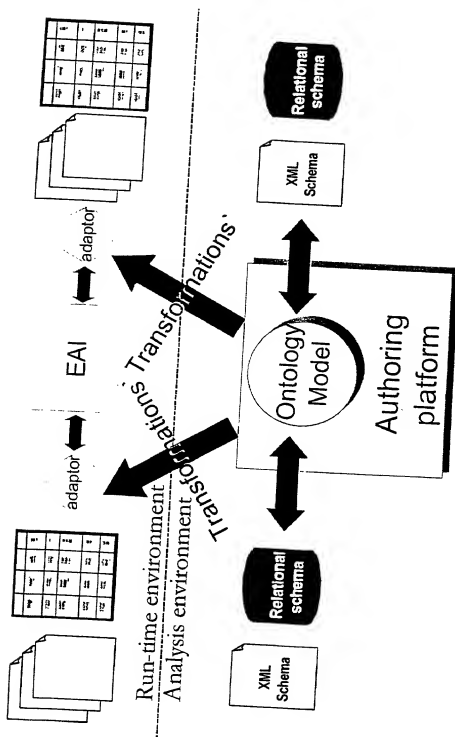 adaptor
EAI
adaptor
Run-time environment
Analysis environment
Transformations
Transformations
XML
Schema
Relational
schema
Ontology
Model
Authoring
platform
XML
Schema
Relational
schema